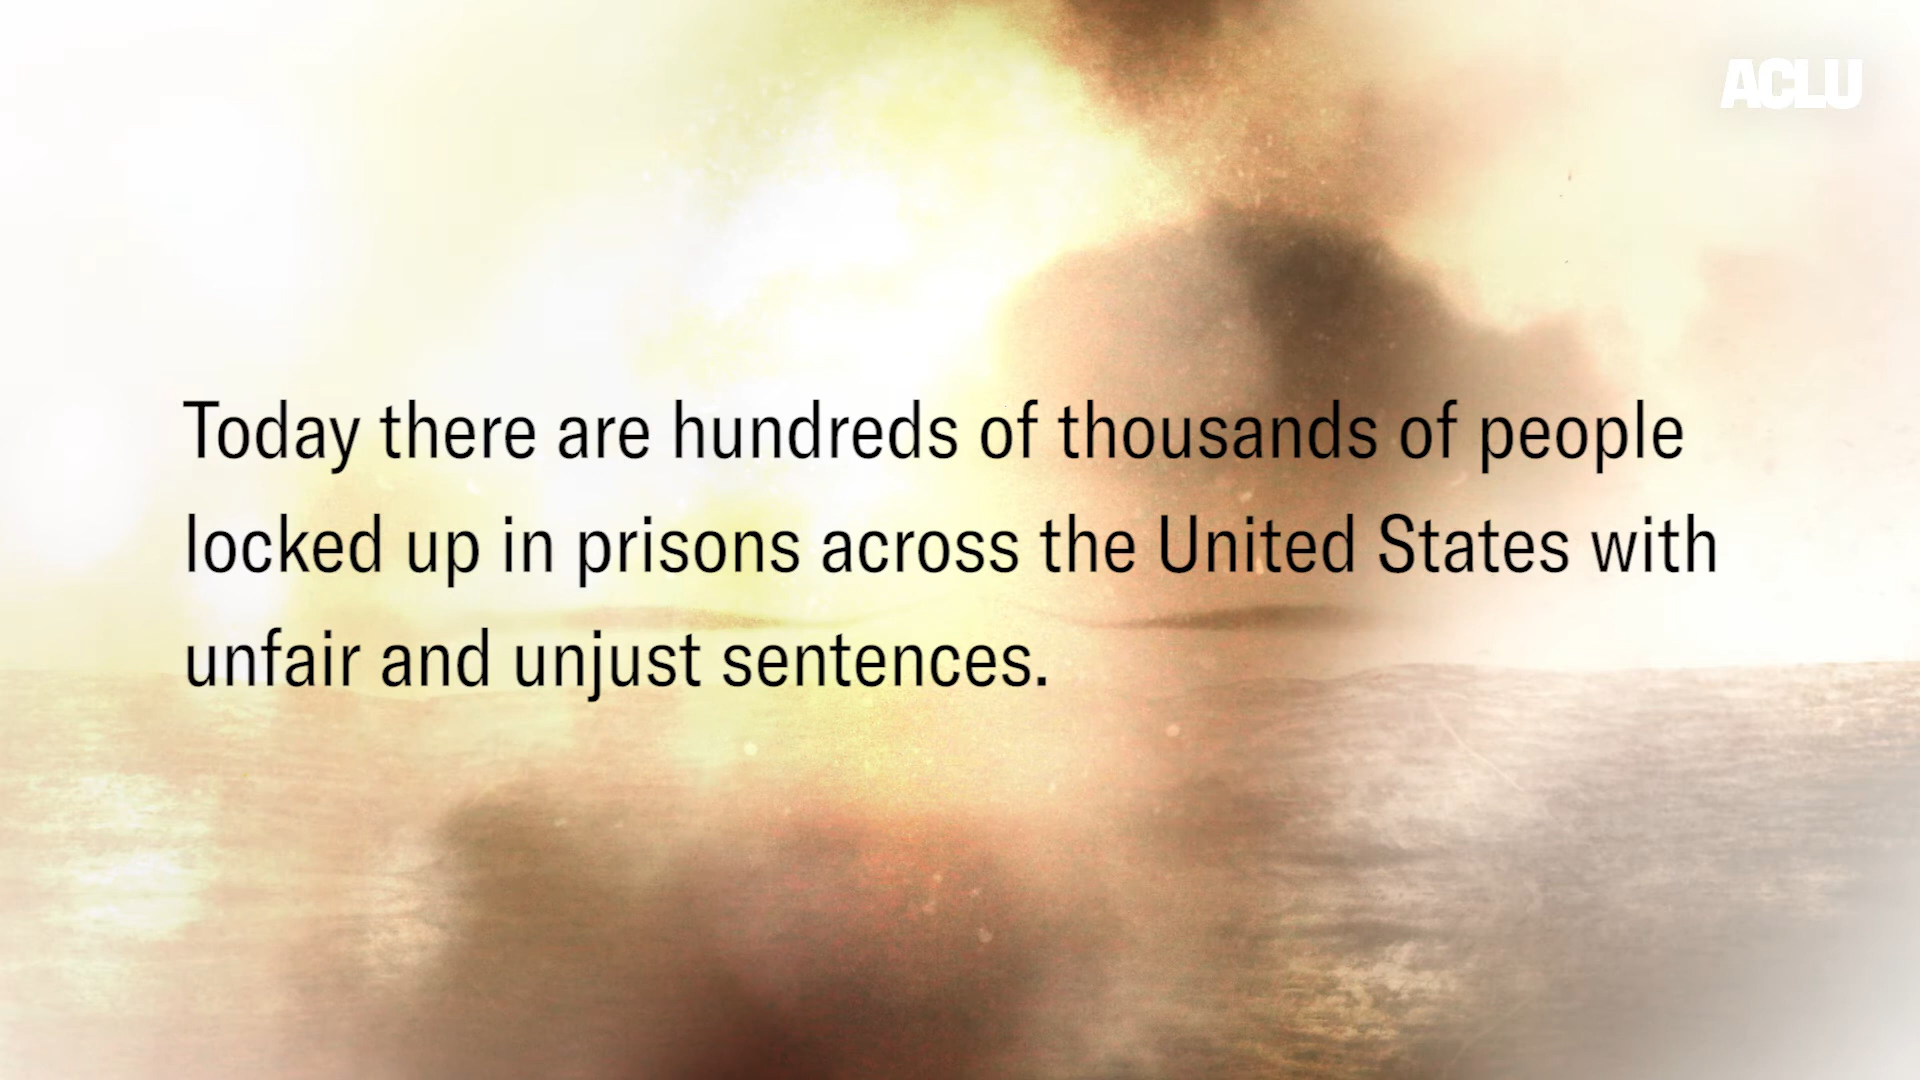 ACLU
Today there are hundreds of thousands of people
locked up in prisons across the United States with
unfair and unjust sentences.